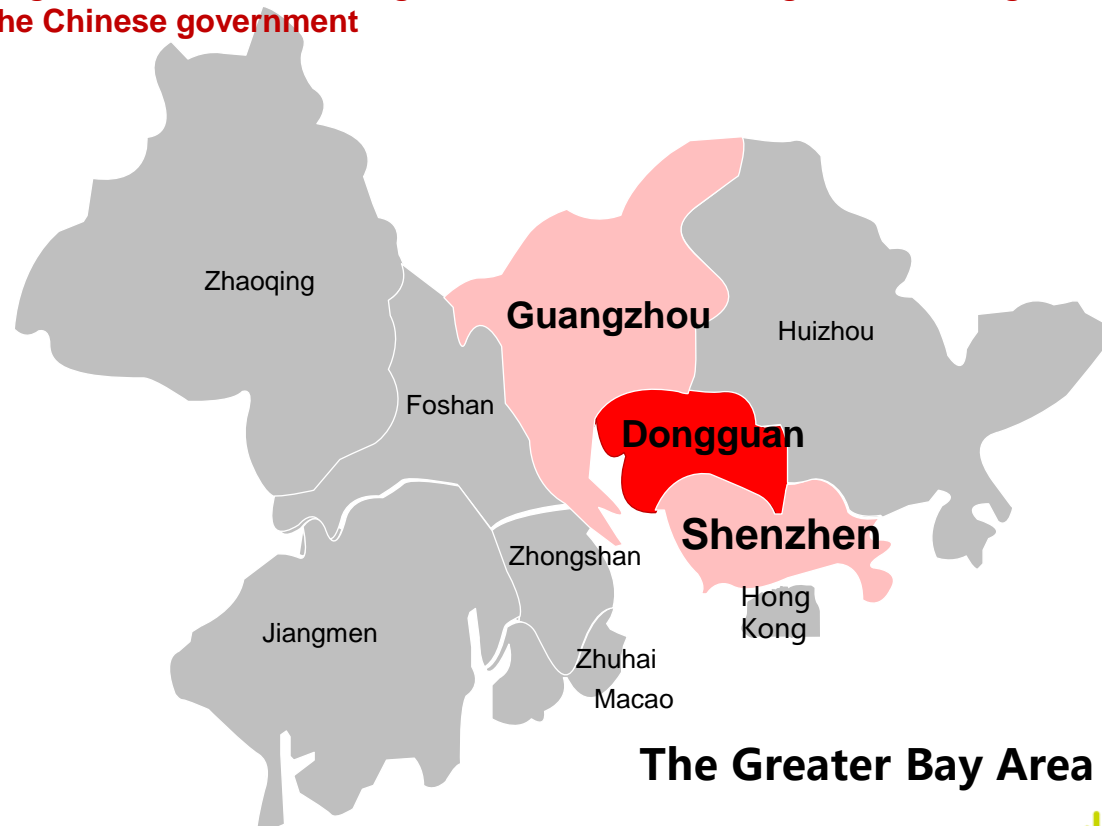 he Chinese government
Zhaoqing
Guangzhou
Huizhou
Foshan
Dongguan
Shenzhen
Zhongshan
Hong
Kong
Jiangmen
Zhuhai
Macao
The Greater Bay Area